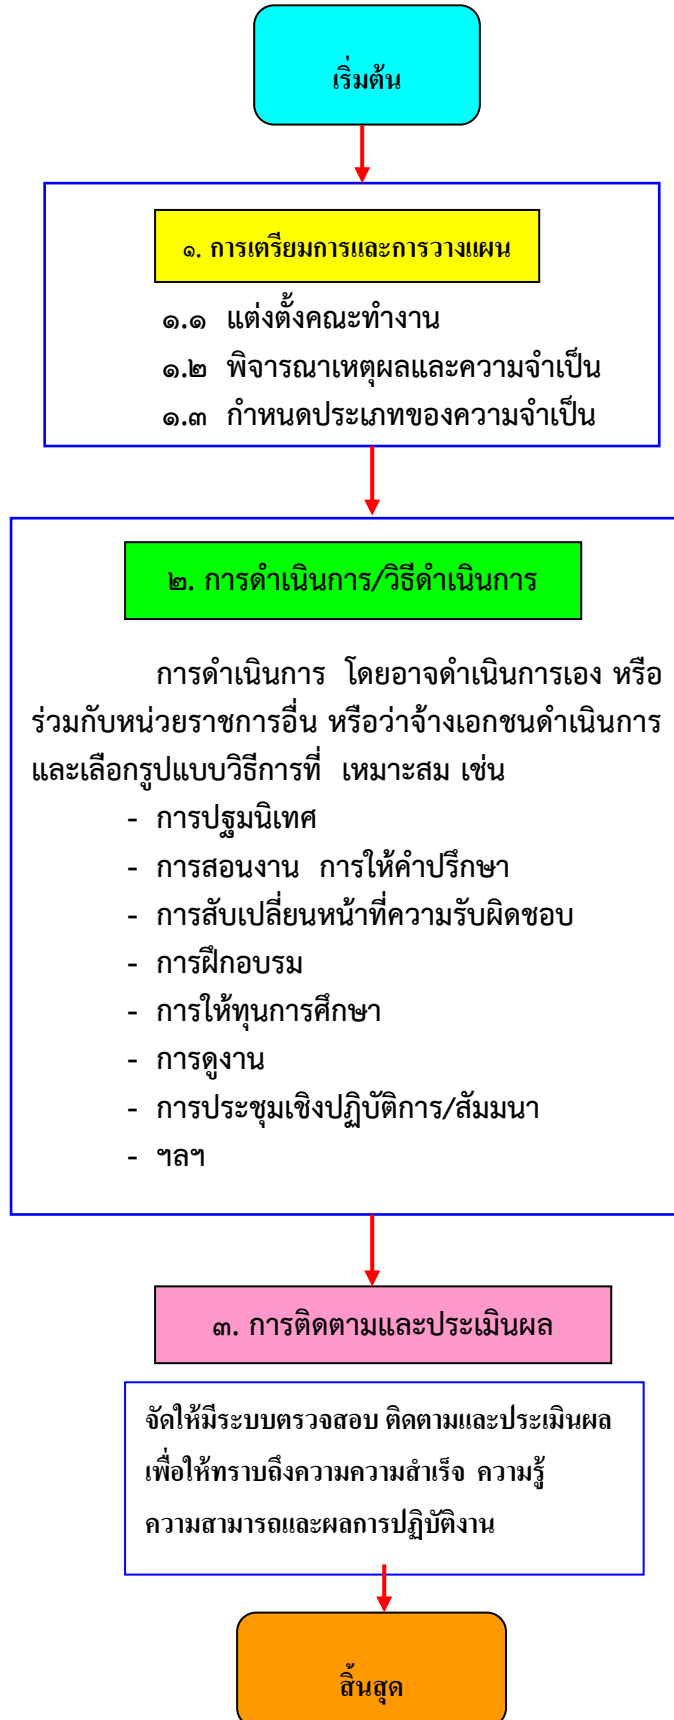 เริ่มต้น
๑. การเตรียมการและการวางแผน
๑.๑ แต่งตั้งคณะทำงาน
๑.๒ พิจารณาเหตุผลและความจำเป็น
๑.๓ กำหนดประเภทของความจำเป็น
๒. การดำเนินการ/วิธีดำเนินการ
การดำเนินการ โดยอาจดำเนินการเอง หรือ
ร่วมกับหน่วยราชการอื่น หรือว่าจ้างเอกชนดำเนินการ
และเลือกรูปแบบวิธีการที่ เหมาะสม เช่น
- การปฐมนิเทศ
- การสอนงาน การให้คำปรึกษา
- การสับเปลี่ยนหน้าที่ความรับผิดชอบ
- การฝึกอบรม
- การให้ทุนการศึกษา
- การดูงาน
- การประชุมเชิงปฏิบัติการ/สัมมนา
- ฯลฯ
๓. การติดตามและประเมินผล
จัดให้มีระบบตรวจสอบ ติดตามและประเมินผล
เพื่อให้ทราบถึงความความสำเร็จ ความรู้
ความสามารถและผลการปฏิบัติงาน
สิ้นสุด